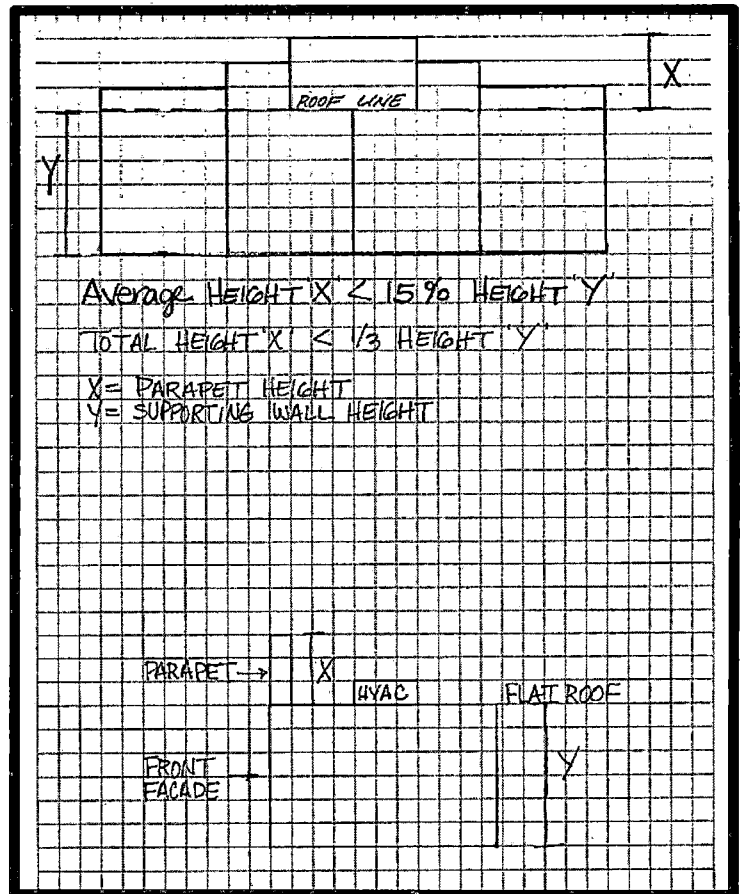 X
ROOF LINE
Y
Average HEIGHT "X" < 15% HEIGHT "Y"
TOTAL HEIGHT "X" < 1/3 HEIGHT "Y"
X = PARAPET HEIGHT
Y = SUPPORTING WALL HEIGHT
PARAPET → X
HVAC FLAT ROOF
FRONT Y
FACADE